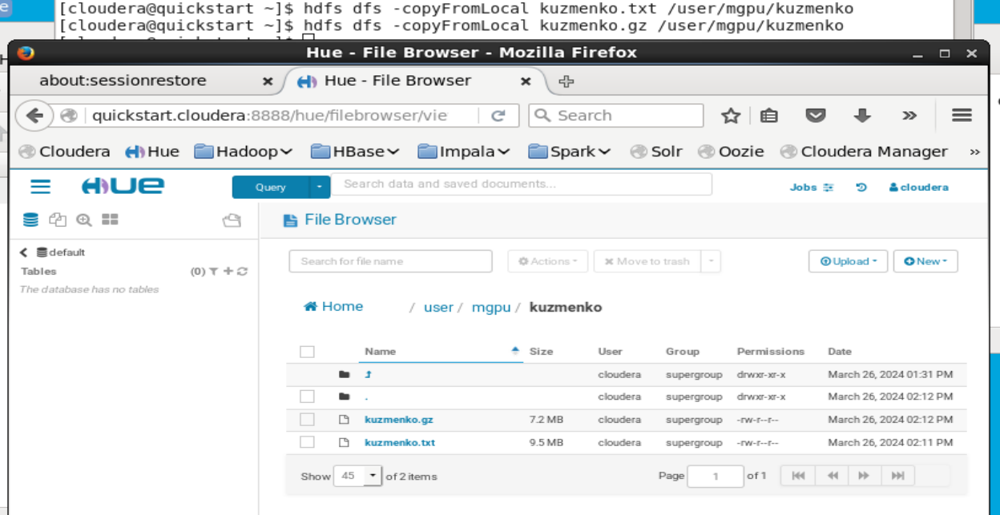 [cloudera@quickstart ~]$ hdfs dfs -copyFromLocal kuzmenko.txt /user/mgpu/kuzmenko
[cloudera@quickstart ~]$ hdfs dfs -copyFromLocal kuzmenko.gz /user/mgpu/kuzmenko
Hue - File Browser - Mozilla Firefox
about:sessionrestore Hue - File Browser
quickstart.cloudera:8888/hue/filebrowser/vie Search
Cloudera Hue Hadoop HBase Impala Spark Solr Oozie Cloudera Manager »
HUE Query Search data and saved documents... Jobs cloudera
File Browser
default
Tables (0)
The database has no tables
Search for file name Actions Move to trash Upload New
Home / user / mgpu / kuzmenko
Name Size User Group Permissions Date
cloudera supergroup drwxr-xr-x March 26, 2024 01:31 PM
. cloudera supergroup drwxr-xr-x March 26, 2024 02:12 PM
kuzmenko.gz 7.2 MB cloudera supergroup -rw-r--r-- March 26, 2024 02:12 PM
kuzmenko.txt 9.5 MB cloudera supergroup -rw-r--r-- March 26, 2024 02:11 PM
Show 45 of 2 items Page 1 of 1